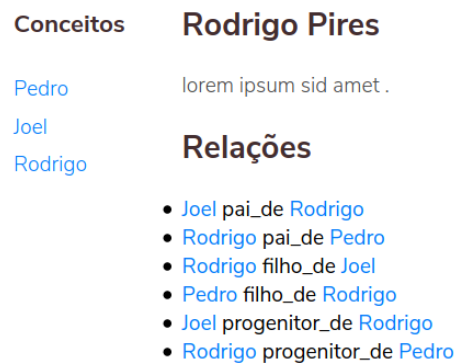 Conceitos
Pedro
Joel
Rodrigo
Rodrigo Pires
lorem ipsum sid amet .
Relações
Joel pai_de Rodrigo
Rodrigo pai_de Pedro
Rodrigo filho_de Joel
Pedro filho_de Rodrigo
Joel progenitor_de Rodrigo
Rodrigo progenitor_de Pedro